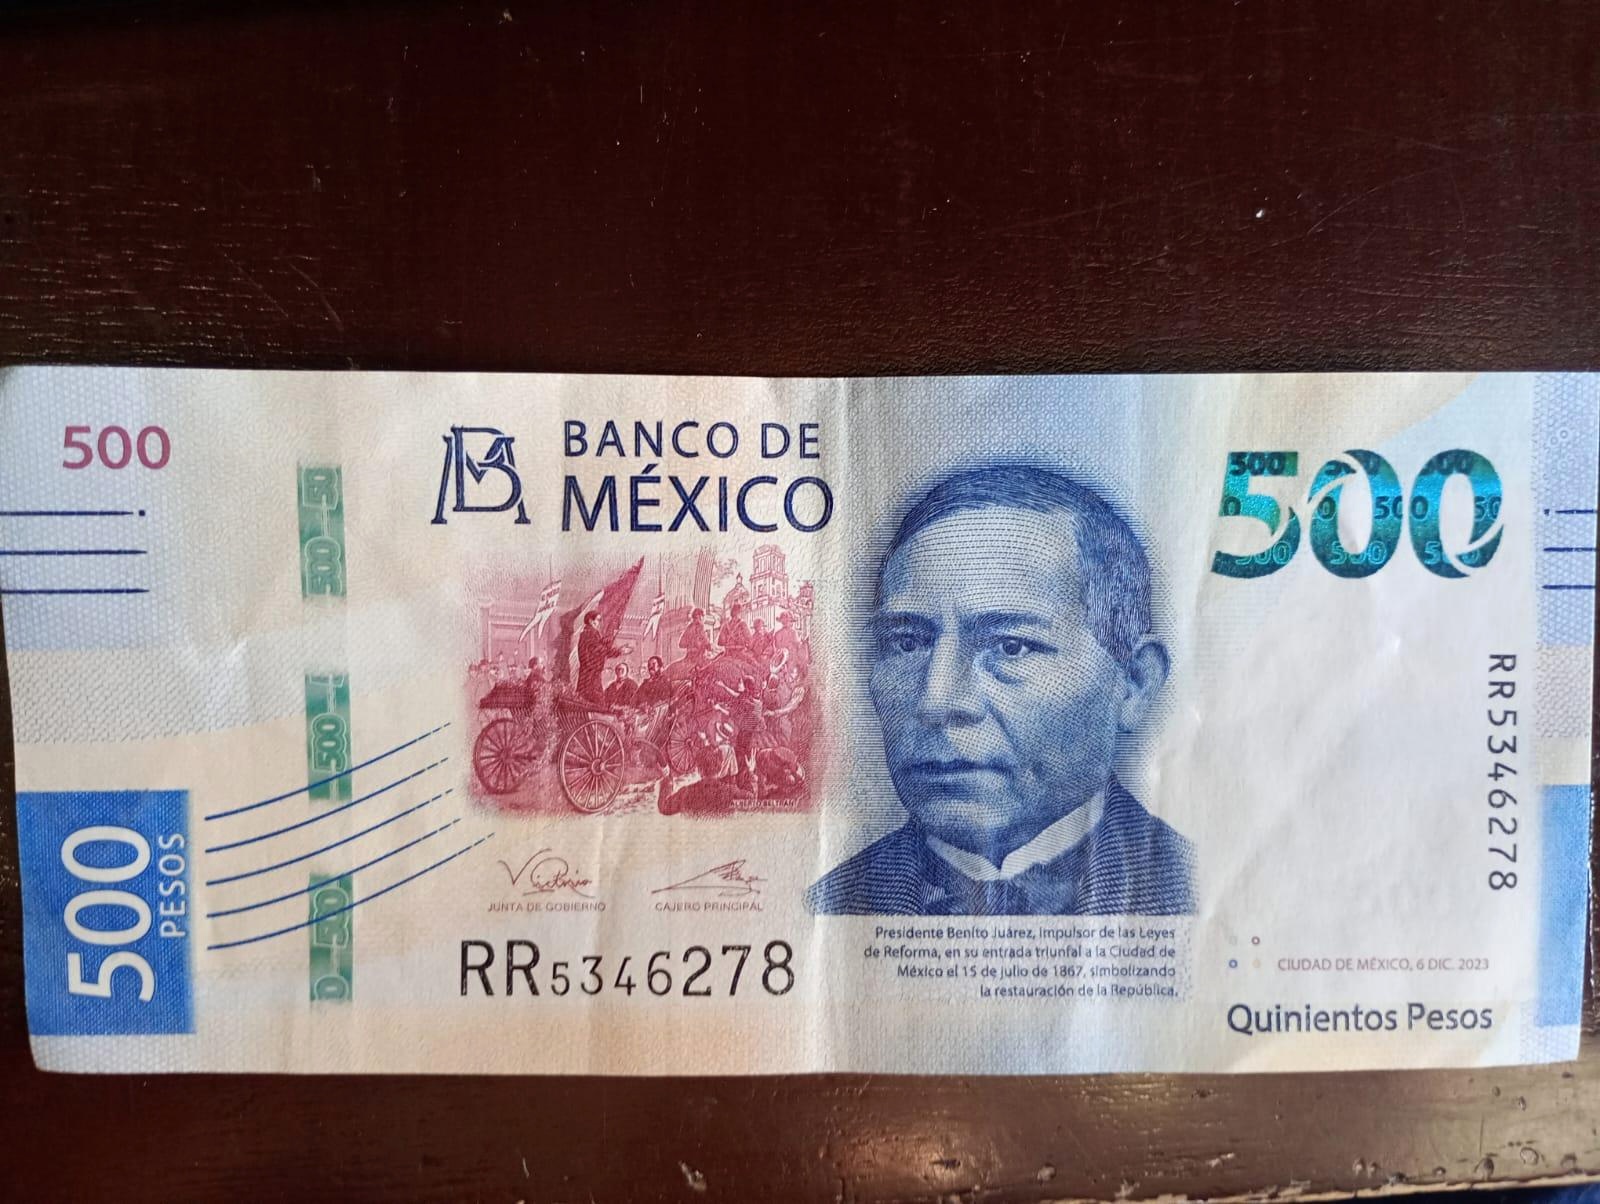 500
BANCO DE
MÉXICO
500
500
PESOS
ALBERTO BELTRÁN
JUNTA DE GOBIERNO
CAJERO PRINCIPAL
RR5346278
Presidente Benito Juárez, impulsor de las Leyes
de Reforma, en su entrada triunfal a la Ciudad de
México el 15 de julio de 1867, simbolizando
la restauración de la República.
RR5346278
CIUDAD DE MÉXICO, 6 DIC. 2023
Quinientos Pesos